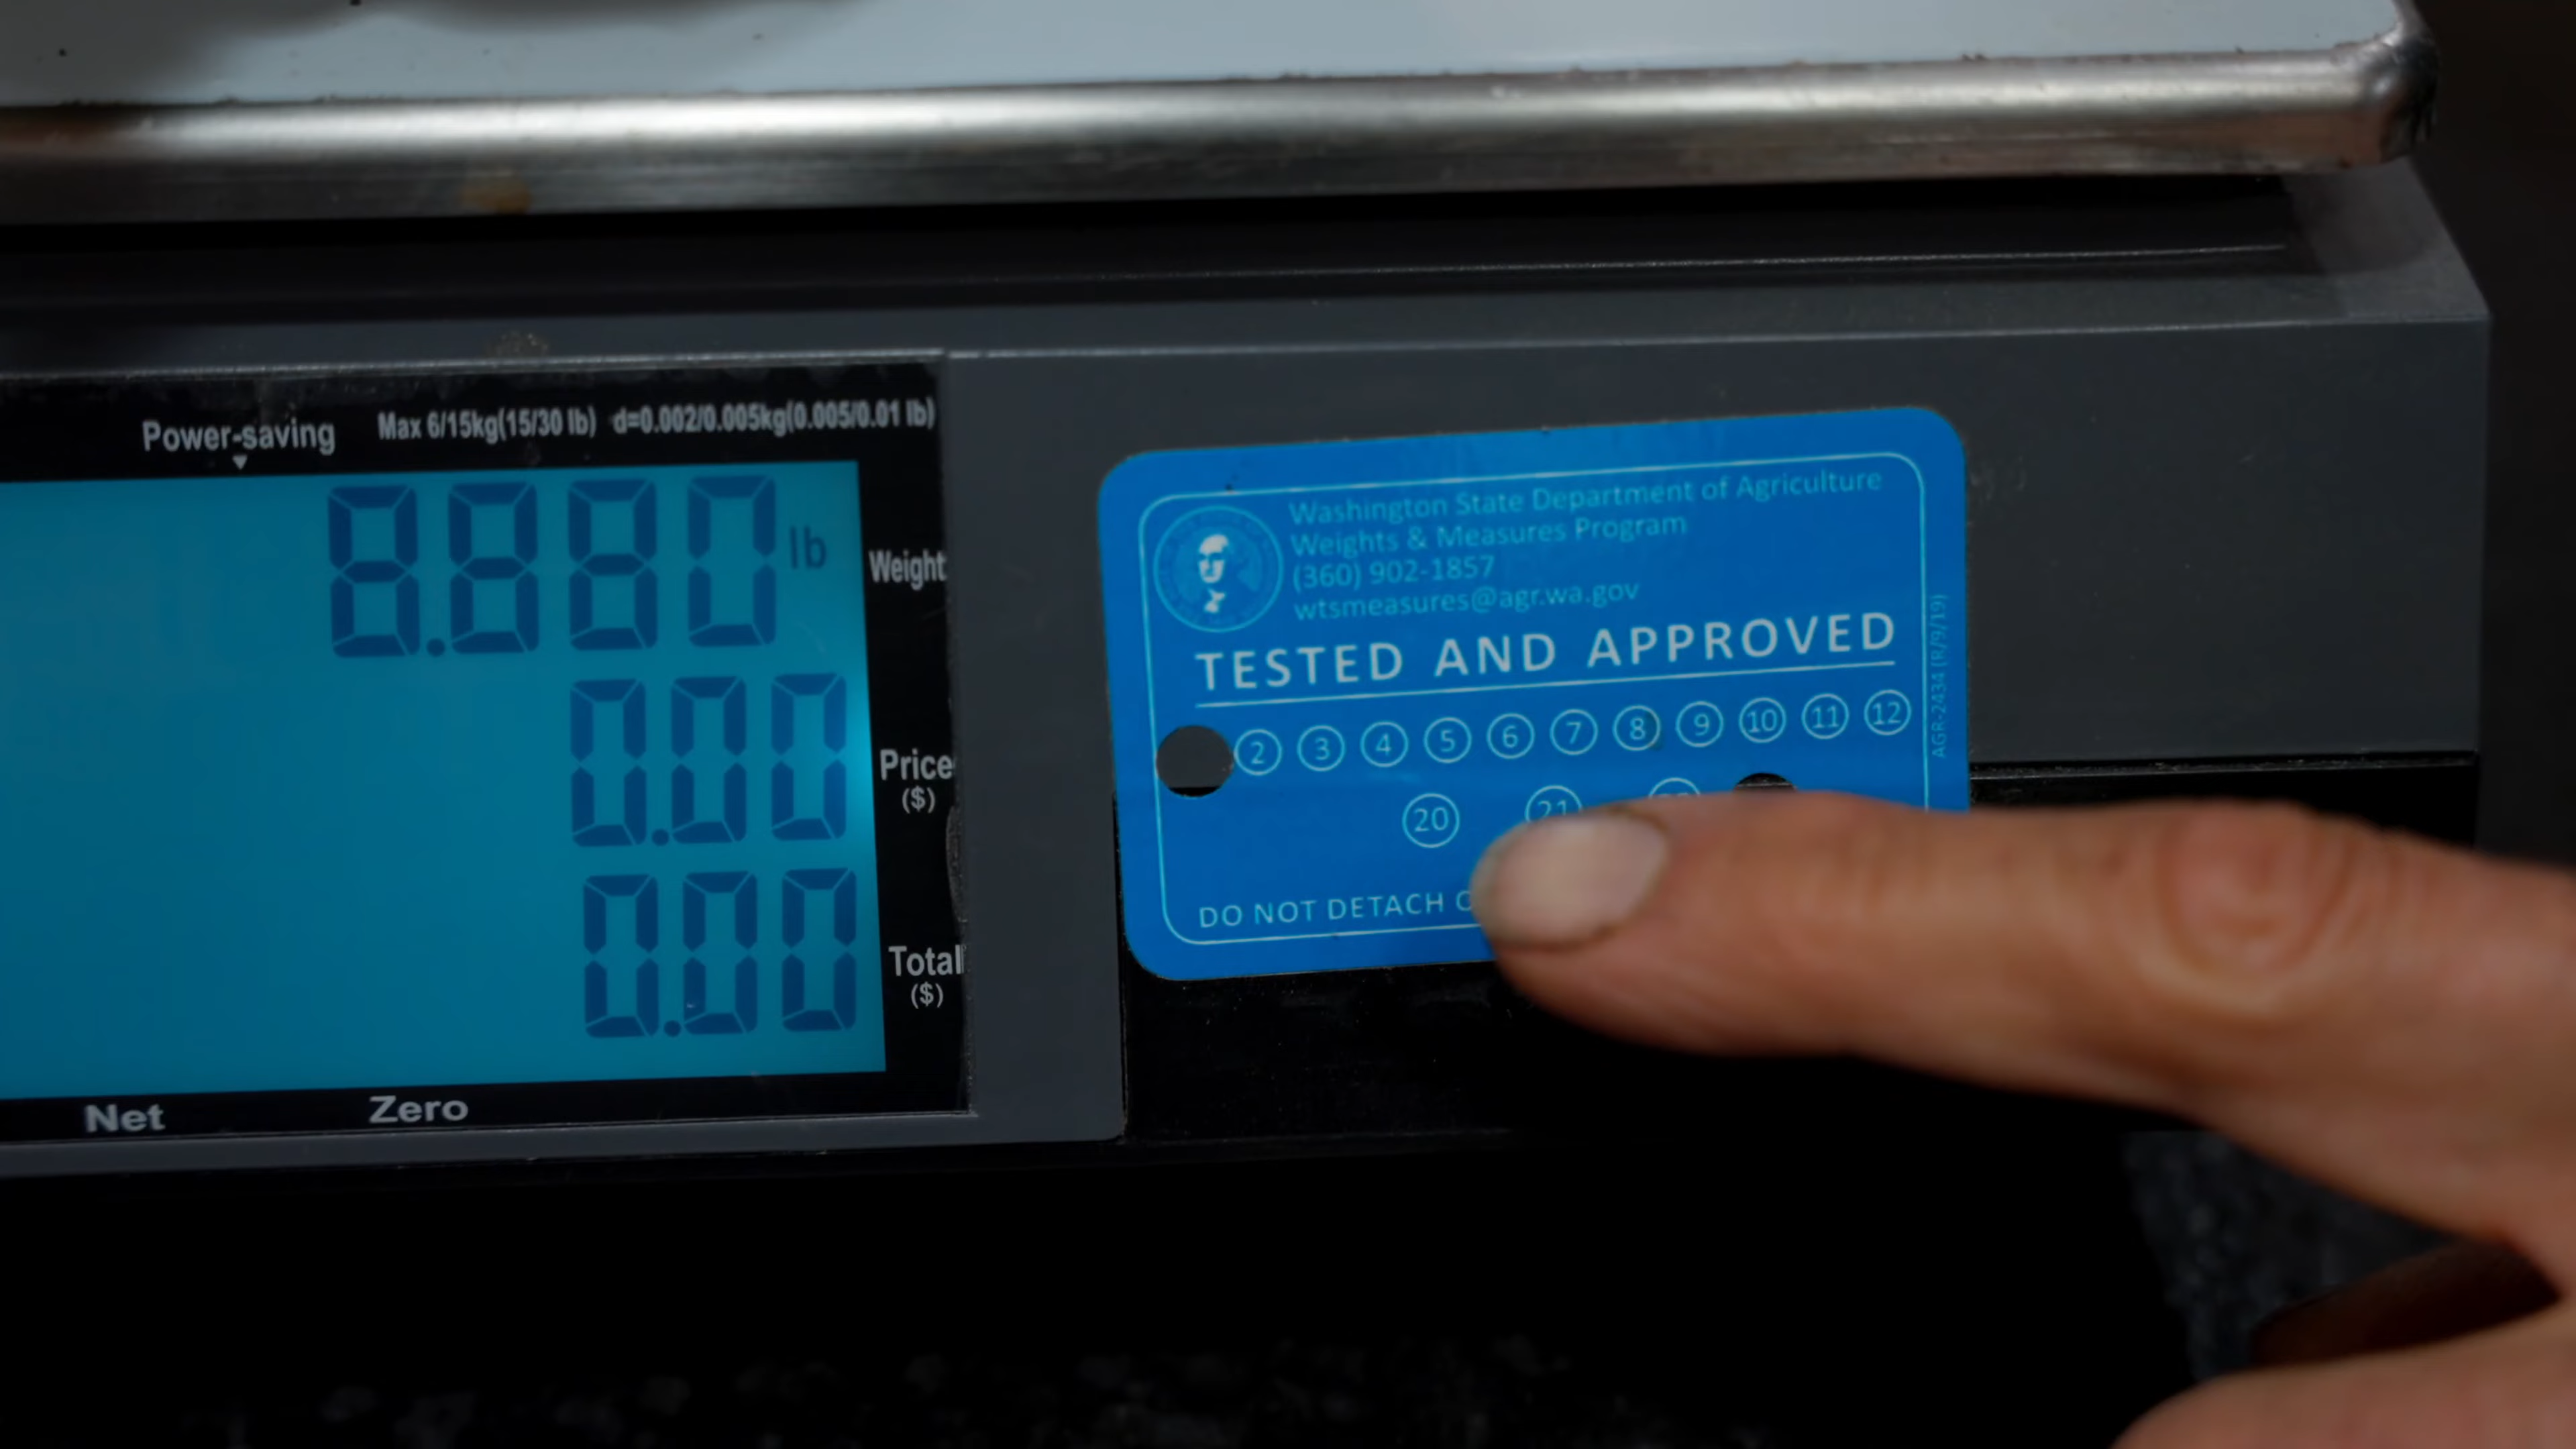 Power-saving Max 6/15kg(15/30 lb) d=0.002/0.005kg(0.005/0.01 lb)
8.880 lb Weight
0.00 Price
($)
0.00 Total
($)
Net Zero
Washington State Department of Agriculture
Weights & Measures Program
(360) 902-1857
wtsmeasures@agr.wa.gov
TESTED AND APPROVED
2 3 4 5 6 7 8 9 10 11 12
20 21
DO NOT DETACH
AGR-2434 (R/9/19)